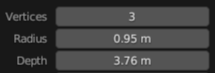 Vertices 3
Radius 0.95 m
Depth 3.76 m